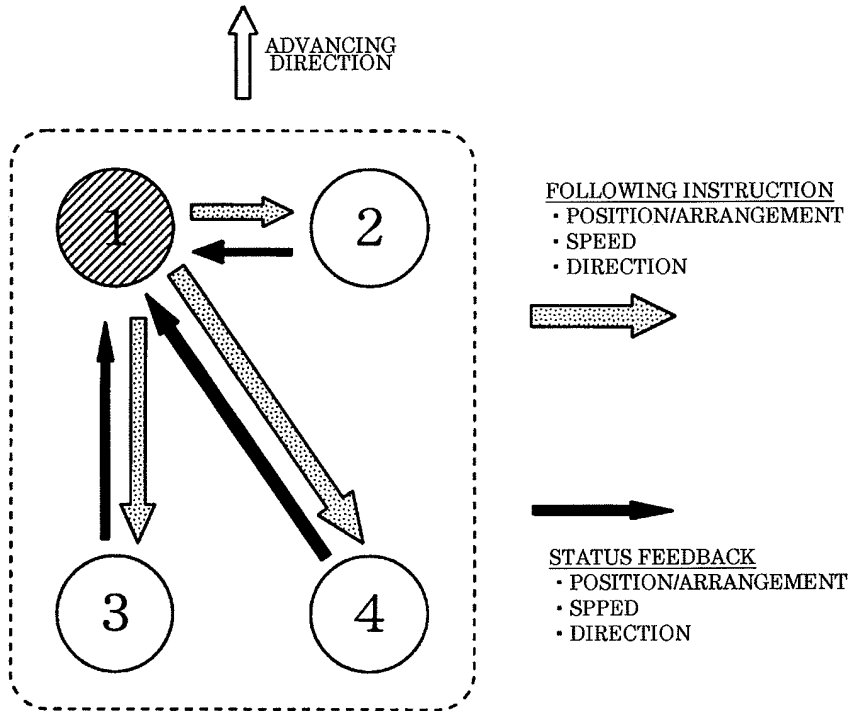 ADVANCING
DIRECTION
1
2
3
4
FOLLOWING INSTRUCTION
・POSITION/ARRANGEMENT
・SPEED
・DIRECTION
STATUS FEEDBACK
・POSITION/ARRANGEMENT
・SPPED
・DIRECTION